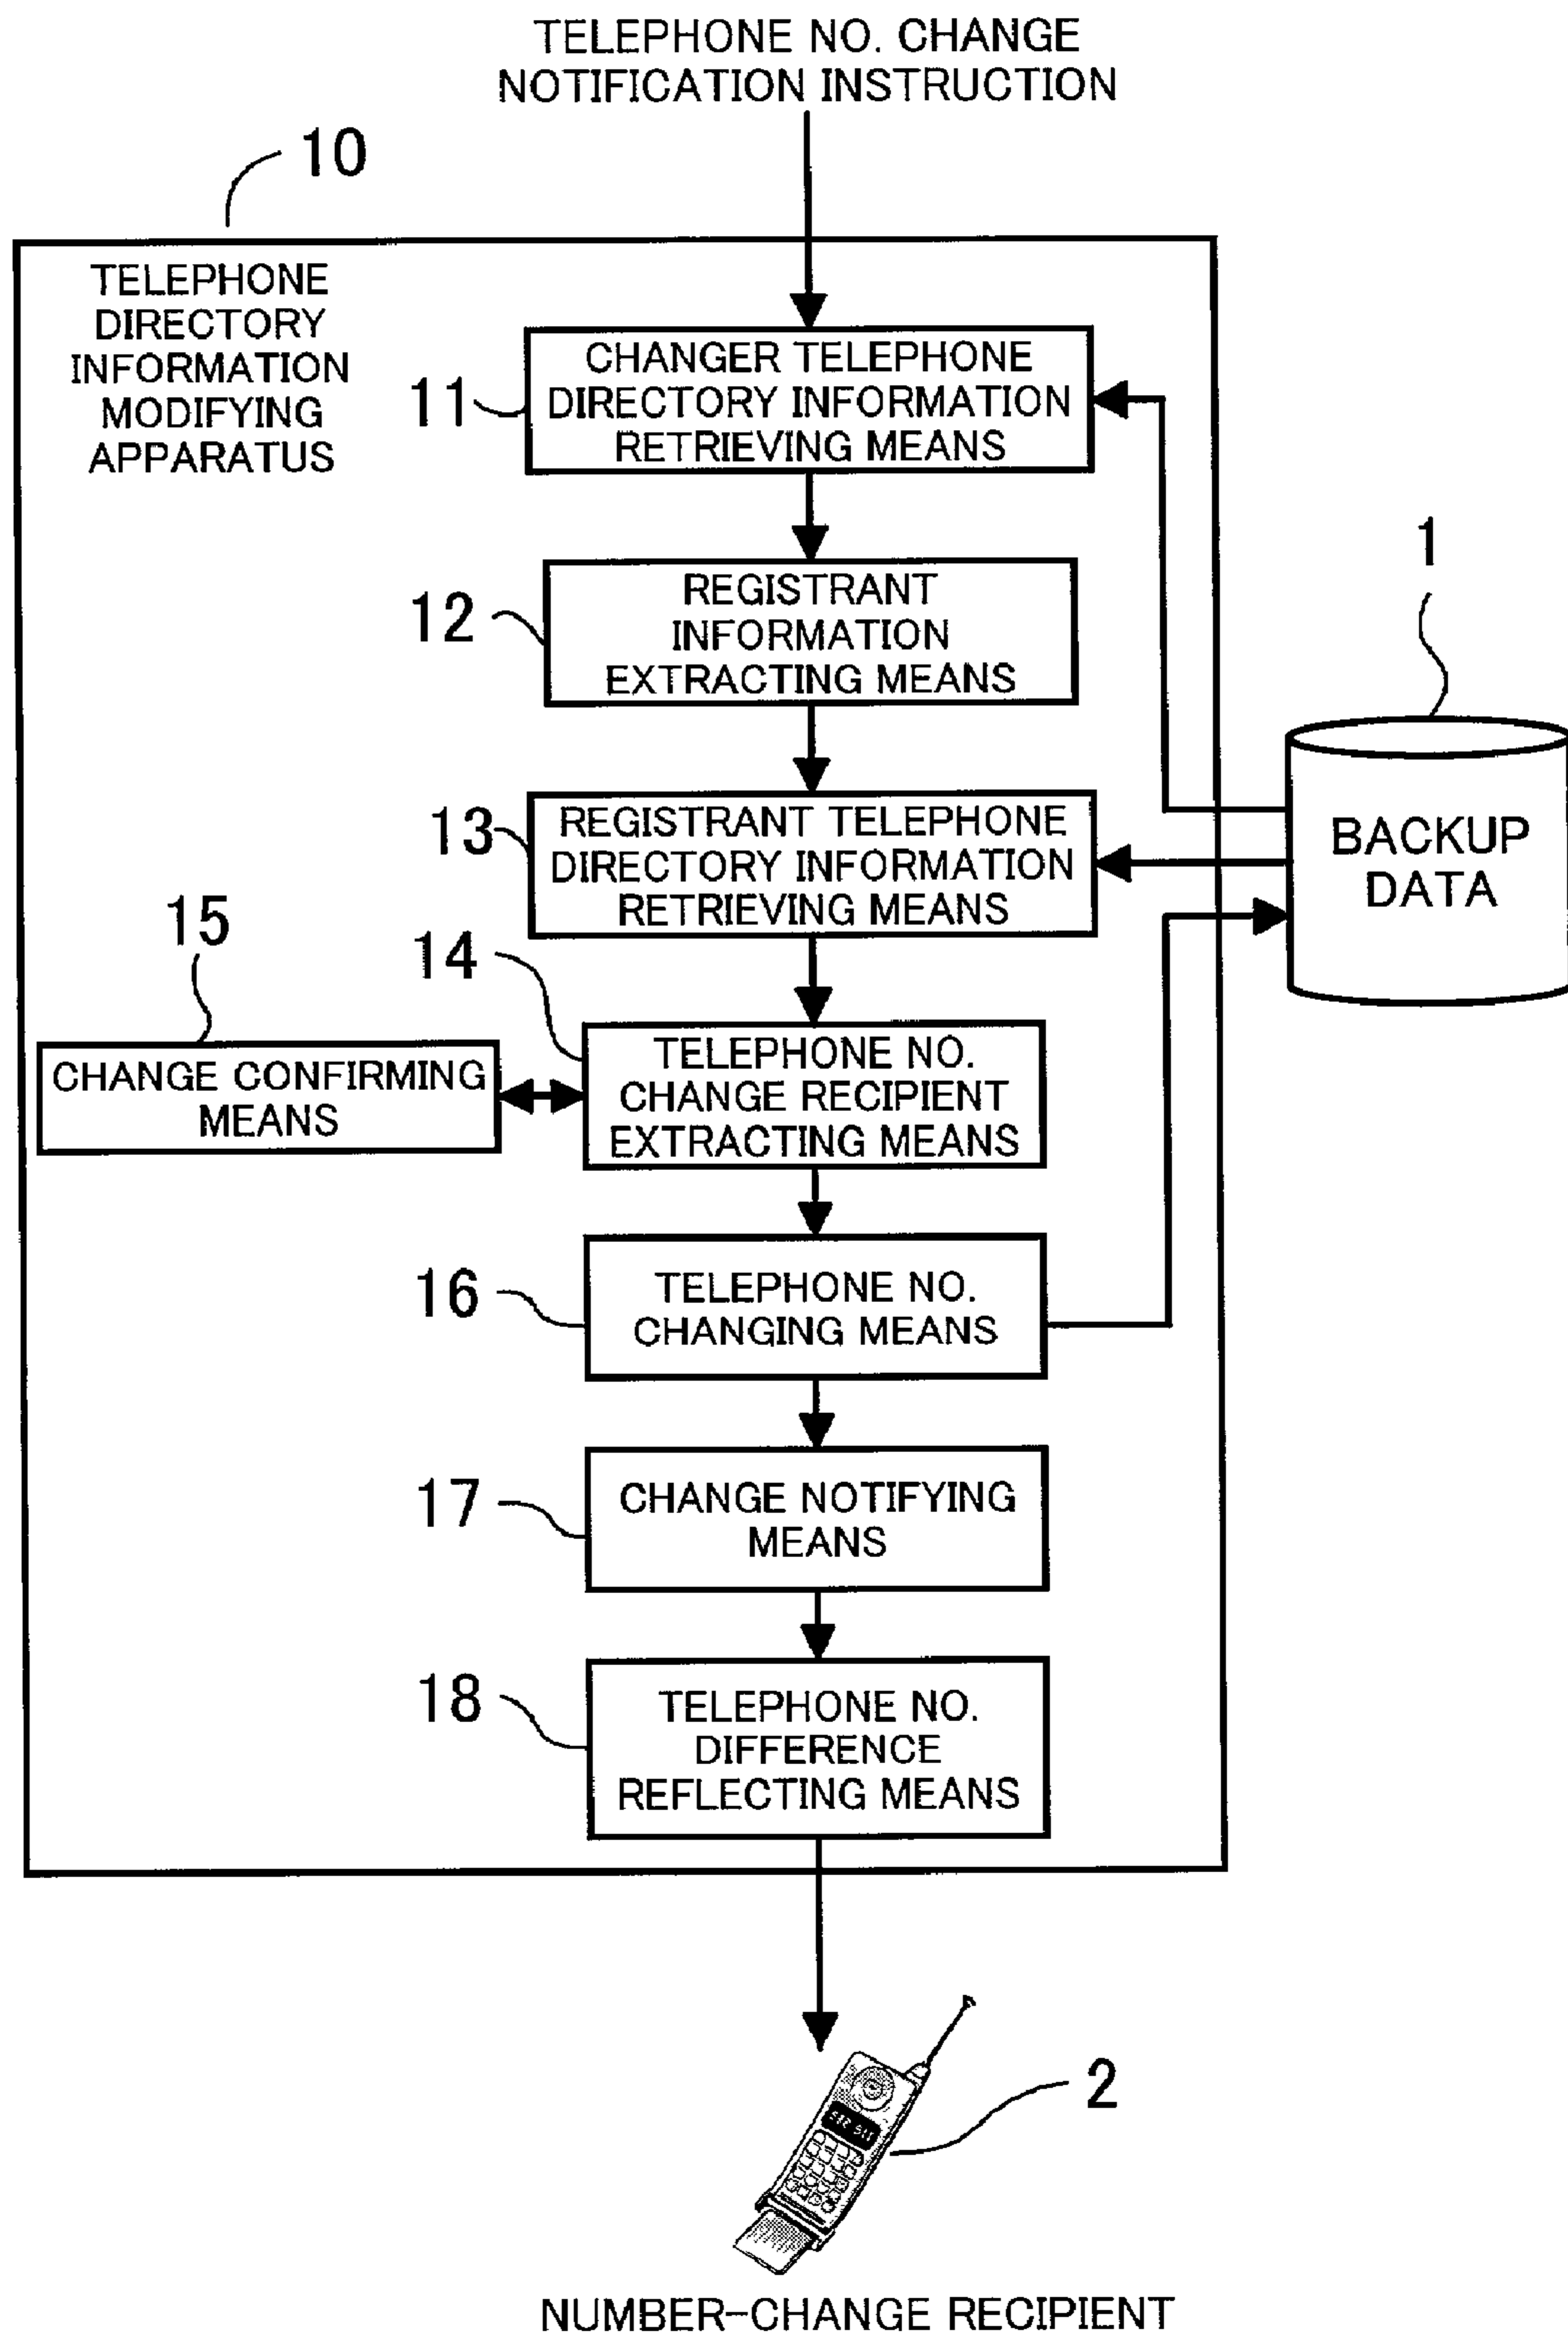 TELEPHONE NO. CHANGE
NOTIFICATION INSTRUCTION
10
TELEPHONE
DIRECTORY
INFORMATION
MODIFYING
APPARATUS
11
CHANGER TELEPHONE
DIRECTORY INFORMATION
RETRIEVING MEANS
12
REGISTRANT
INFORMATION
EXTRACTING MEANS
1
BACKUP
DATA
13
REGISTRANT TELEPHONE
DIRECTORY INFORMATION
RETRIEVING MEANS
14
TELEPHONE NO.
CHANGE RECIPIENT
EXTRACTING MEANS
15
CHANGE CONFIRMING
MEANS
16
TELEPHONE NO.
CHANGING MEANS
17
CHANGE NOTIFYING
MEANS
18
TELEPHONE NO.
DIFFERENCE
REFLECTING MEANS
2
NUMBER-CHANGE RECIPIENT